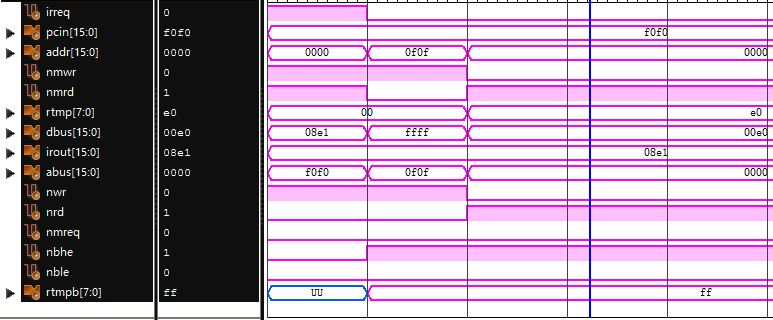 irreq 0
pcin[15:0] f0f0 f0f0
addr[15:0] 0000 0000 0f0f 0000
nmwr 0
nmrd 1
rtmp[7:0] e0 00 e0
dbus[15:0] 00e0 08e1 ffff 00e0
irout[15:0] 08e1 08e1
abus[15:0] 0000 f0f0 0f0f 0000
nwr 0
nrd 1
nmreq 0
nbhe 1
nble 0
rtmpb[7:0] ff UU ff